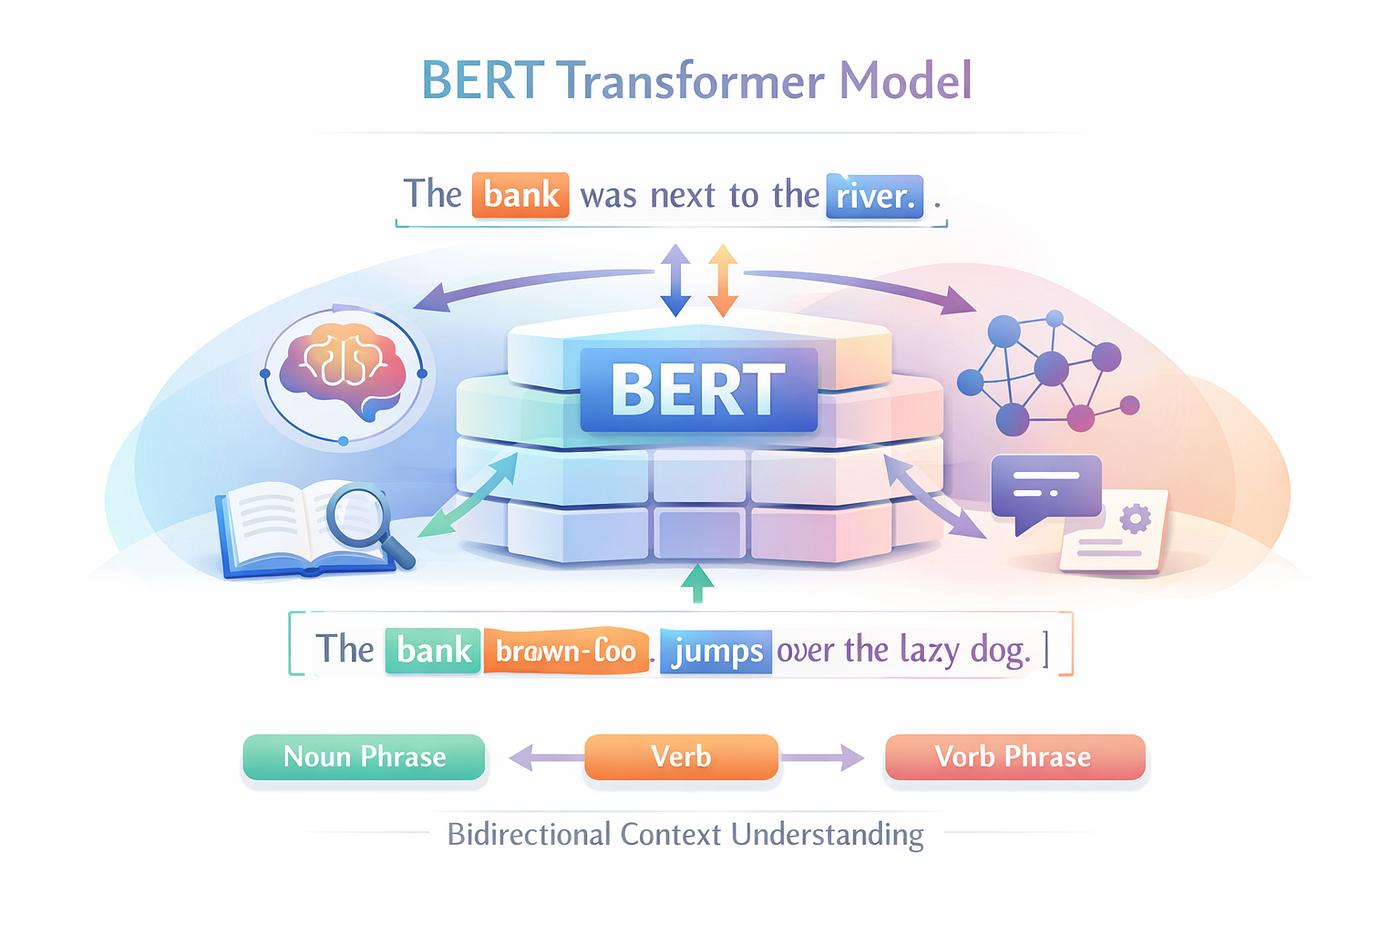 BERT Transformer Model
The bank was next to the river. .
BERT
The bank brown-Coo . jumps over the lazy dog. ]
Noun Phrase Verb Vorb Phrase
Bidirectional Context Understanding